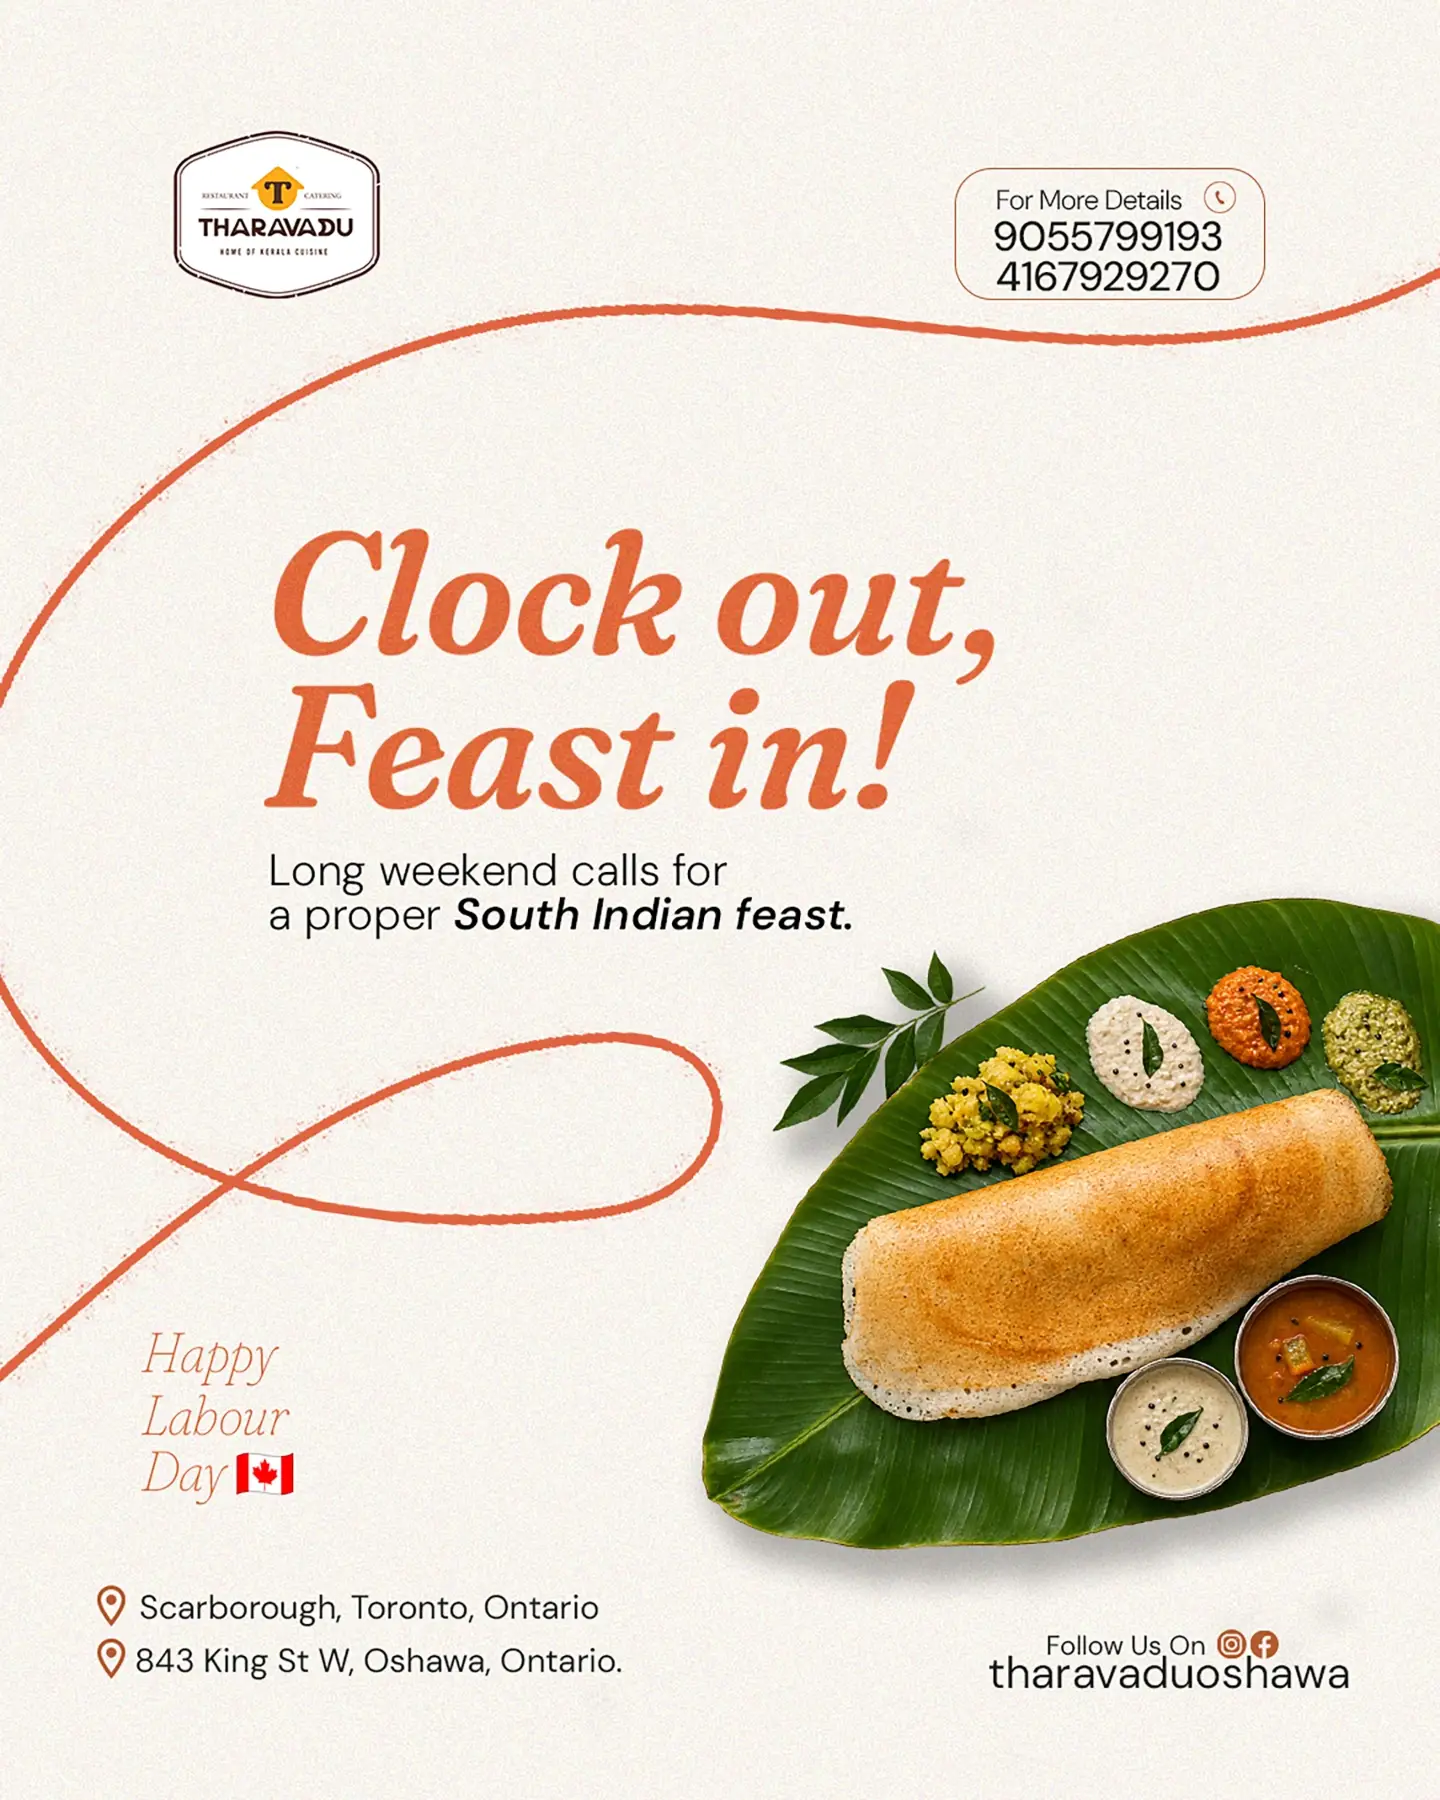 RESTAURANT CATERING
THARAVADU
HOME OF KERALA CUISINE
For More Details
9055799193
4167929270
Clock out,
Feast in!
Long weekend calls for
a proper South Indian feast.
Happy
Labour
Day
Scarborough, Toronto, Ontario
843 King St W, Oshawa, Ontario.
Follow Us On
tharavaduoshawa